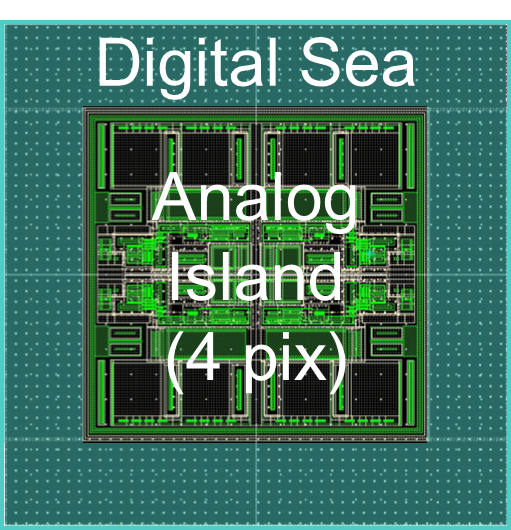 Digital Sea
Analog
Island
(4 pix)